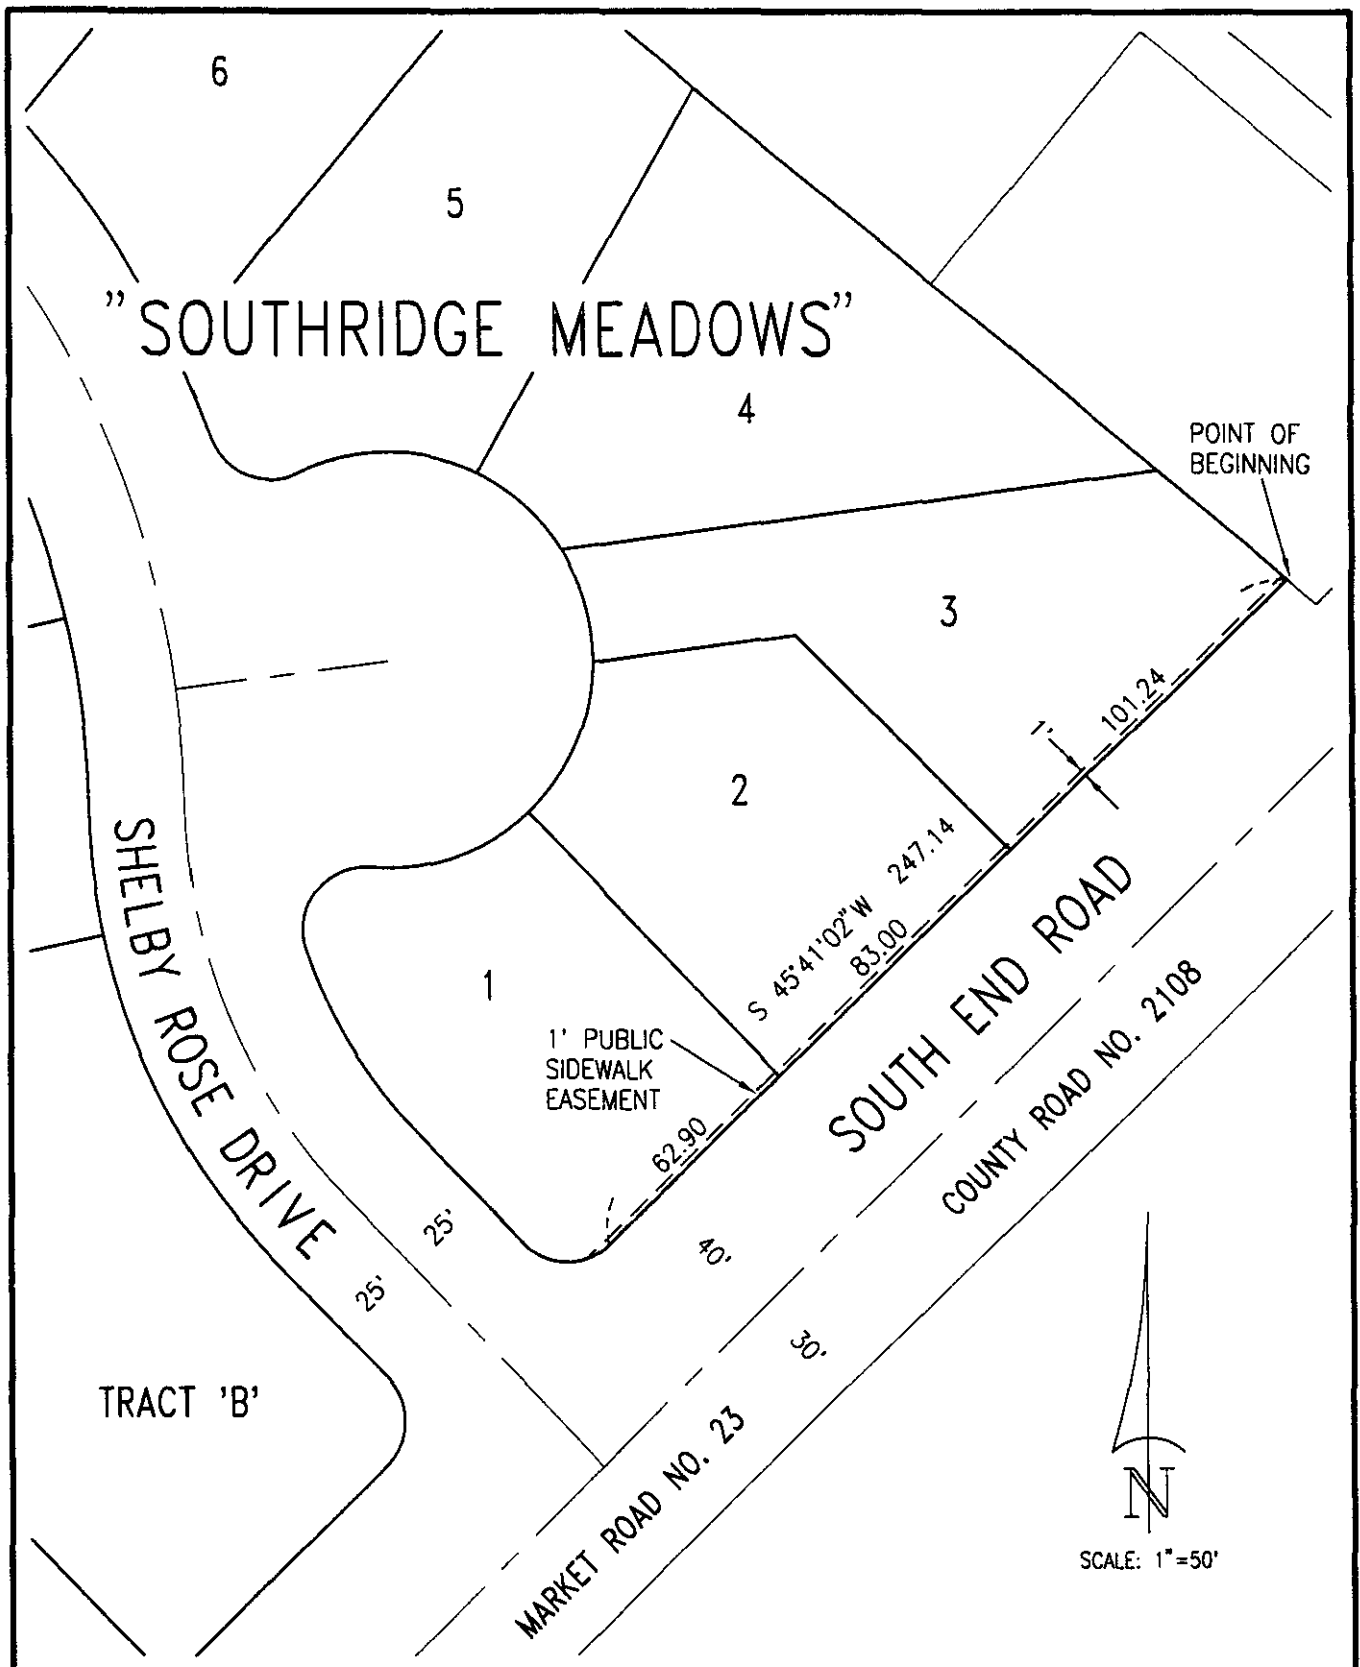 6
5
"SOUTHRIDGE MEADOWS"
4
POINT OF
BEGINNING
3
101.24
1'
2
S 45°41'02"W 247.14
83.00
SHELBY ROSE DRIVE
1
1' PUBLIC
SIDEWALK
EASEMENT
62.90
SOUTH END ROAD
COUNTY ROAD NO. 2108
25'
25'
40'
30'
TRACT 'B'
MARKET ROAD NO. 23
N
SCALE: 1"=50'